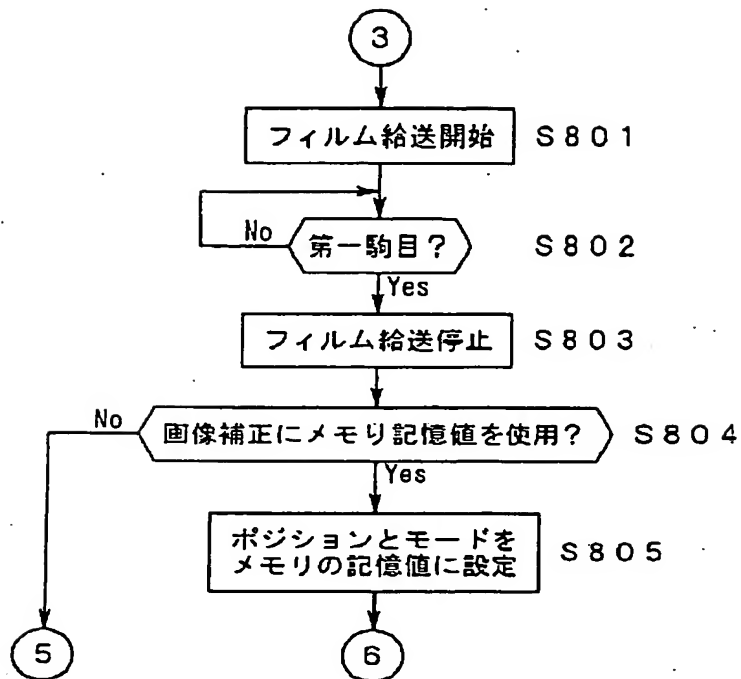 3
フィルム給送開始 S801
No 第一駒目? S802
Yes
フィルム給送停止 S803
No 画像補正にメモり記憶値を使用? S804
Yes
ポジションとモードを
メモリの記憶値に設定 S805
5 6